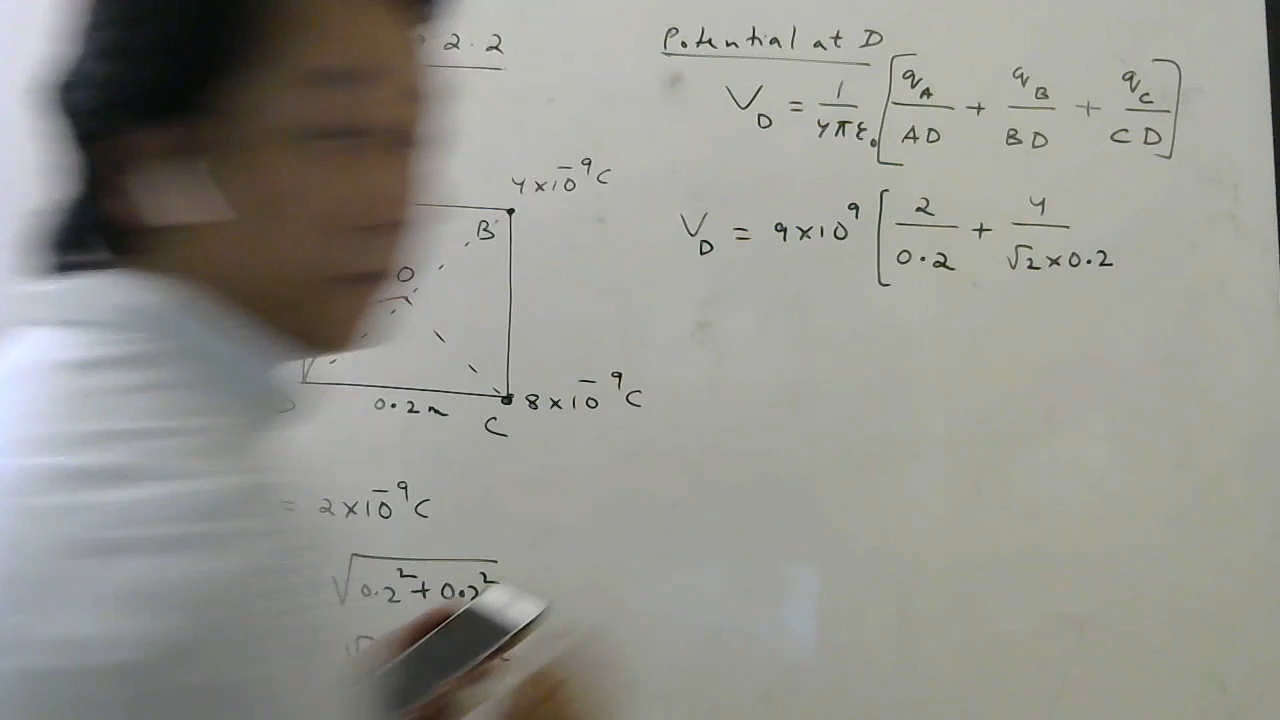 2.2
4×10⁻⁹C
B
O
0.2m
C
8×10⁻⁹C
= 2×10⁻⁹C
√(0.2² + 0.2²)
Potential at D
V_D = 1/4πε₀ [q_A/AD + q_B/BD + q_C/CD]
V_D = 9×10⁹ [2/0.2 + 4/√2×0.2